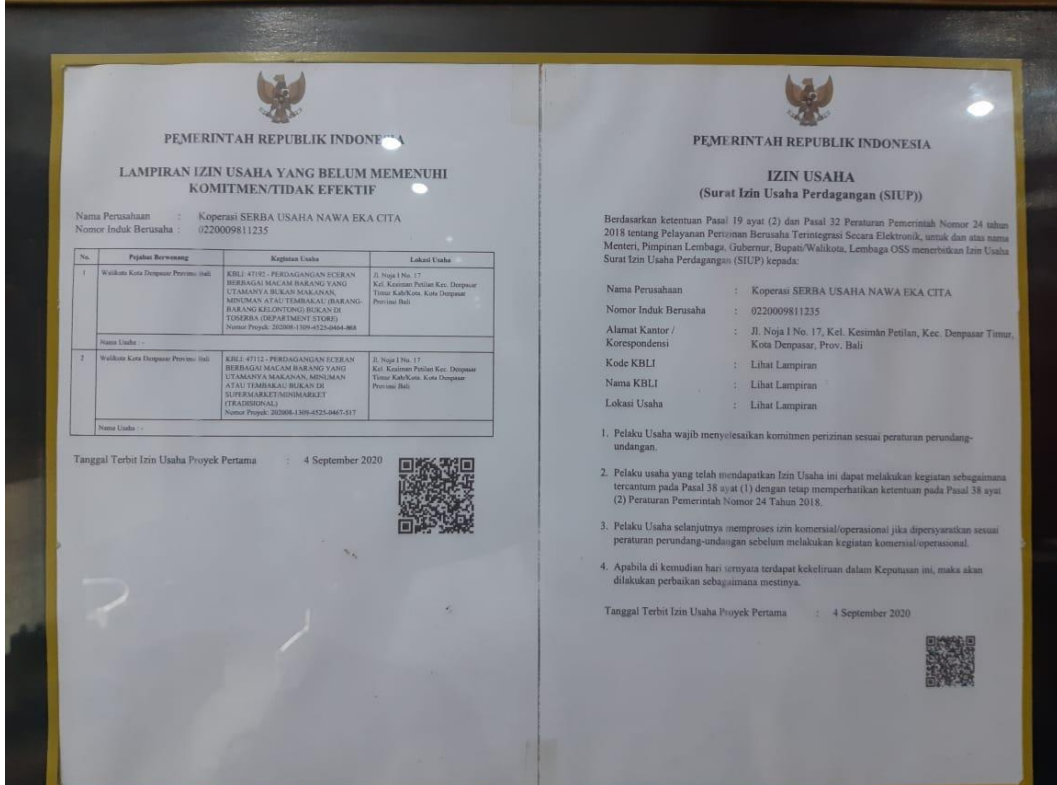 PEMERINTAH REPUBLIK INDONESIA
LAMPIRAN IZIN USAHA YANG BELUM MEMENUHI
KOMITMEN/TIDAK EFEKTIF
Nama Perusahaan : Koperasi SERBA USAHA NAWA EKA CITA
Nomor Induk Berusaha : 0220009811235
No. Pejabat Berwenang Kegiatan Usaha Lokasi Usaha
1 Walikota Kota Denpasar Provinsi Bali
KBLI: 47192 - PERDAGANGAN ECERAN
BERBAGAI MACAM BARANG YANG
UTAMANYA BUKAN MAKANAN,
MINUMAN ATAU TEMBAKAU (BARANG-
BARANG KELONTONG) BUKAN DI
TOSERBA (DEPARTMENT STORE)
Nomor Proyek: 202008-1309-4525-0464-868
Jl. Noja I No. 17
Kel. Kesiman Petilan Kec. Denpasar
Timur Kab/Kota. Kota Denpasar
Provinsi Bali
Nama Usaha : -
2 Walikota Kota Denpasar Provinsi Bali
KBLI: 47112 - PERDAGANGAN ECERAN
BERBAGAI MACAM BARANG YANG
UTAMANYA MAKANAN, MINUMAN
ATAU TEMBAKAU BUKAN DI
SUPERMARKET/MINIMARKET
(TRADISIONAL)
Nomor Proyek: 202008-1309-4525-0467-517
Jl. Noja I No. 17
Kel. Kesiman Petilan Kec. Denpasar
Timur Kab/Kota. Kota Denpasar
Provinsi Bali
Nama Usaha : -
Tanggal Terbit Izin Usaha Proyek Pertama : 4 September 2020
PEMERINTAH REPUBLIK INDONESIA
IZIN USAHA
(Surat Izin Usaha Perdagangan (SIUP))
Berdasarkan ketentuan Pasal 19 ayat (2) dan Pasal 32 Peraturan Pemerintah Nomor 24 tahun
2018 tentang Pelayanan Perizinan Berusaha Terintegrasi Secara Elektronik, untuk dan atas nama
Menteri, Pimpinan Lembaga, Gubernur, Bupati/Walikota, Lembaga OSS menerbitkan Izin Usaha
Surat Izin Usaha Perdagangan (SIUP) kepada:
Nama Perusahaan : Koperasi SERBA USAHA NAWA EKA CITA
Nomor Induk Berusaha : 0220009811235
Alamat Kantor / : Jl. Noja I No. 17, Kel. Kesiman Petilan, Kec. Denpasar Timur,
Korespondensi Kota Denpasar, Prov. Bali
Kode KBLI : Lihat Lampiran
Nama KBLI : Lihat Lampiran
Lokasi Usaha : Lihat Lampiran
1. Pelaku Usaha wajib menyelesaikan komitmen perizinan sesuai peraturan perundang-
undangan.
2. Pelaku usaha yang telah mendapatkan Izin Usaha ini dapat melakukan kegiatan sebagaimana
tercantum pada Pasal 38 ayat (1) dengan tetap memperhatikan ketentuan pada Pasal 38 ayat
(2) Peraturan Pemerintah Nomor 24 Tahun 2018.
3. Pelaku Usaha selanjutnya memproses izin komersial/operasional jika dipersyaratkan sesuai
peraturan perundang-undangan sebelum melakukan kegiatan komersial/operasional.
4. Apabila di kemudian hari ternyata terdapat kekeliruan dalam Keputusan ini, maka akan
dilakukan perbaikan sebagaimana mestinya.
Tanggal Terbit Izin Usaha Proyek Pertama : 4 September 2020